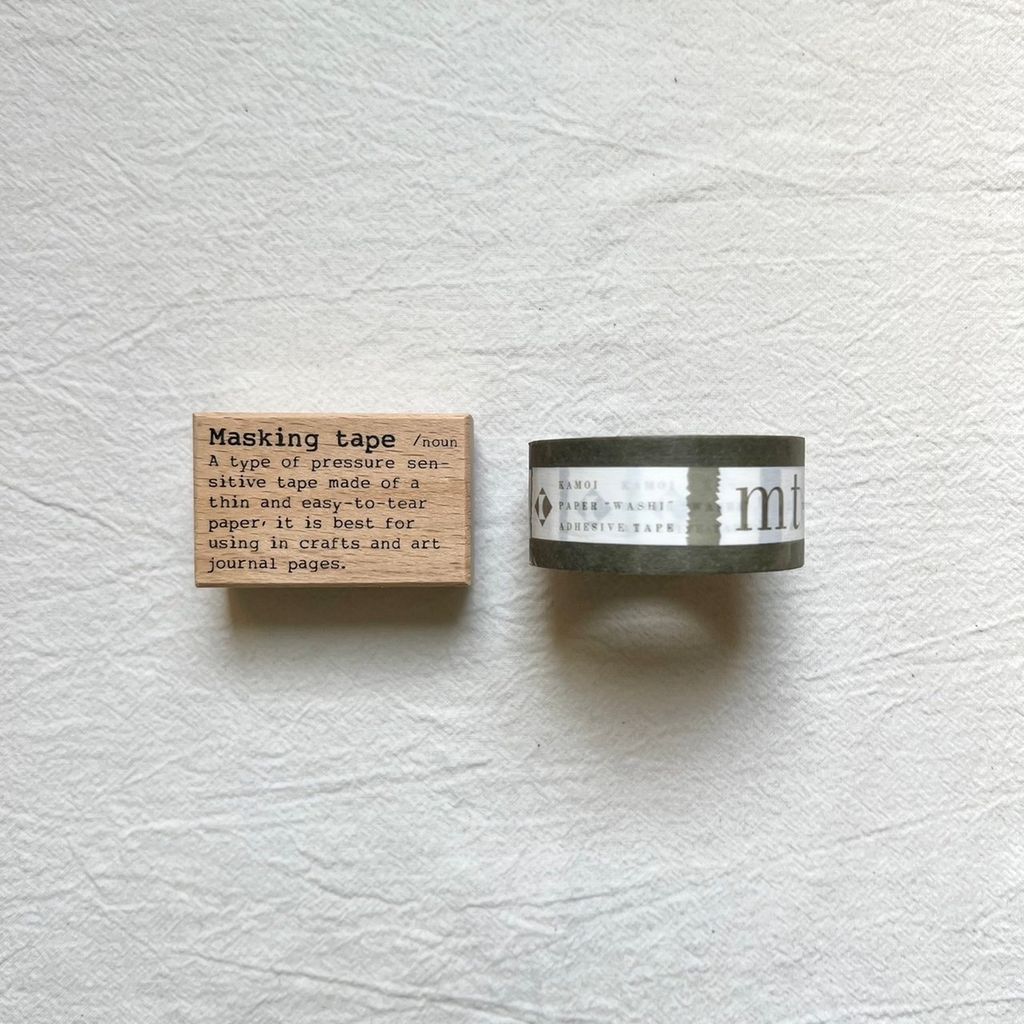 Masking tape /noun
A type of pressure sen-
sitive tape made of a
thin and easy-to-tear
paper, it is best for
using in crafts and art
journal pages.
KAMOI
PAPER "WASHI"
ADHESIVE TAPE
mt